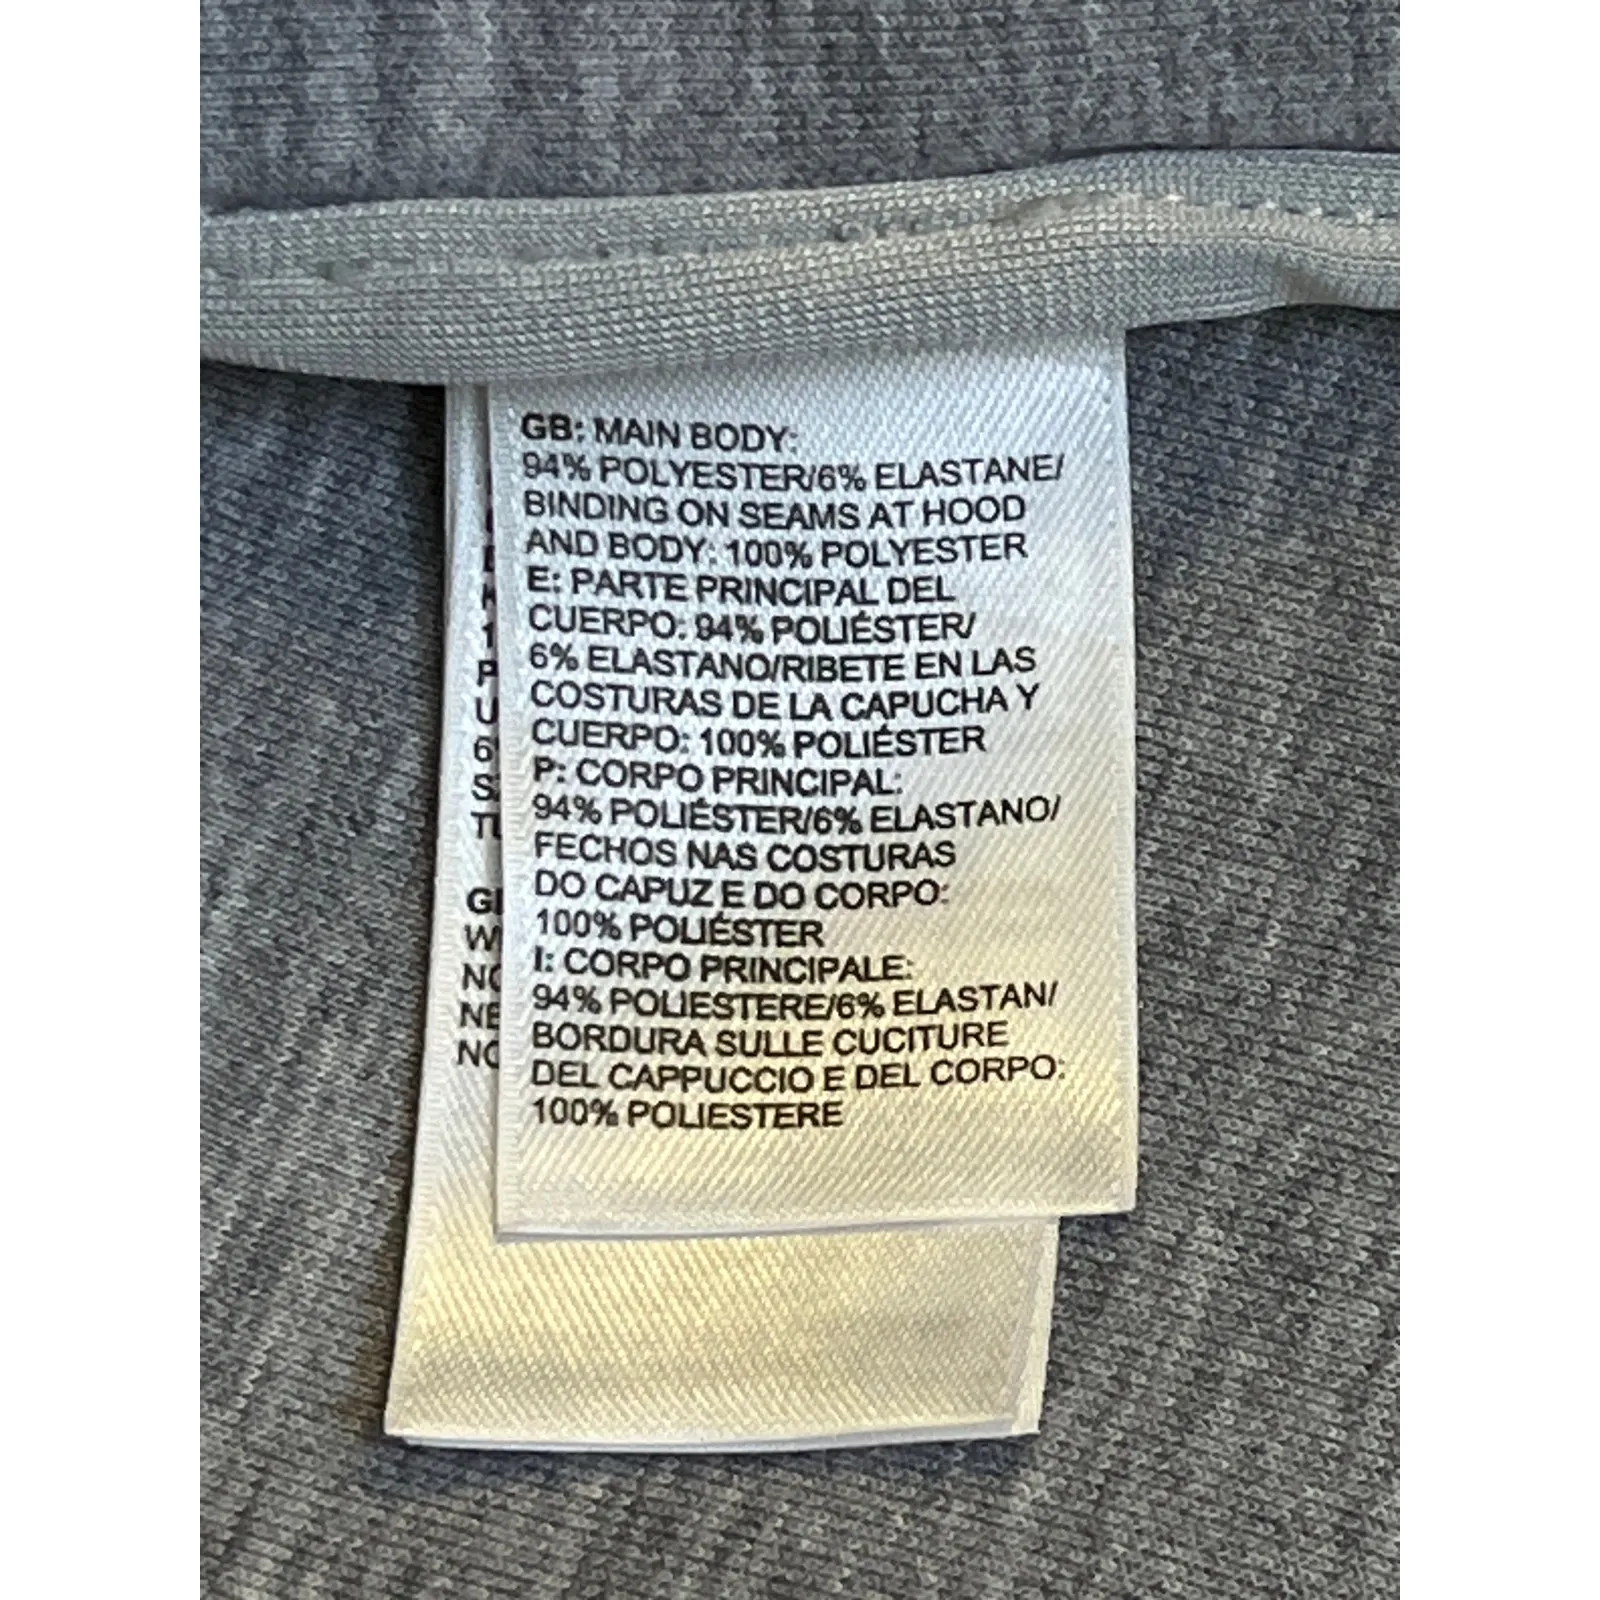 GB: MAIN BODY:
94% POLYESTER/6% ELASTANE/
BINDING ON SEAMS AT HOOD
AND BODY: 100% POLYESTER
E: PARTE PRINCIPAL DEL
CUERPO: 94% POLIÉSTER/
6% ELASTANO/RIBETE EN LAS
COSTURAS DE LA CAPUCHA Y
CUERPO: 100% POLIÉSTER
P: CORPO PRINCIPAL:
94% POLIÉSTER/6% ELASTANO/
FECHOS NAS COSTURAS
DO CAPUZ E DO CORPO:
100% POLIÉSTER
I: CORPO PRINCIPALE:
94% POLIESTERE/6% ELASTAN/
BORDURA SULLE CUCITURE
DEL CAPPUCCIO E DEL CORPO:
100% POLIESTERE